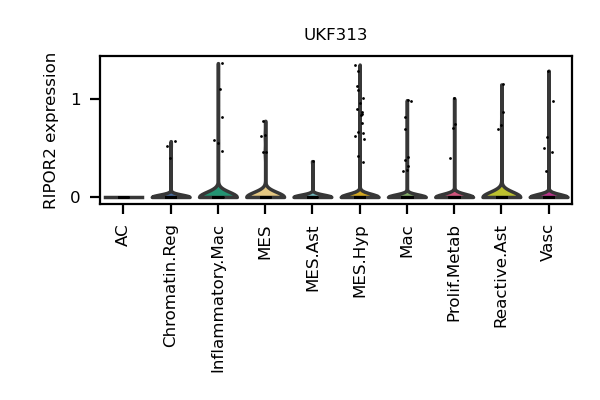 UKF313
RIPOR2 expression
1
0
AC
Chromatin.Reg
Inflammatory.Mac
MES
MES.Ast
MES.Hyp
Mac
Prolif.Metab
Reactive.Ast
Vasc